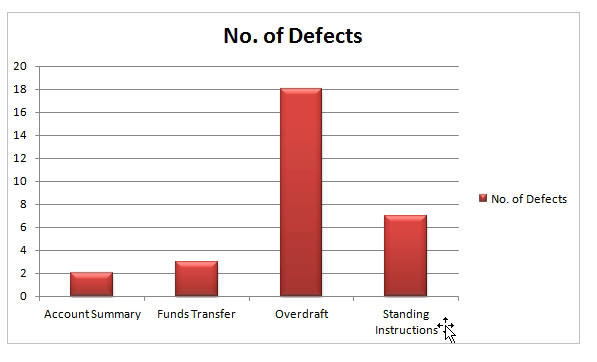 No. of Defects
20
18
16
14
12
10
8
6
4
2
0
Account Summary
Funds Transfer
Overdraft
Standing
Instructions
No. of Defects